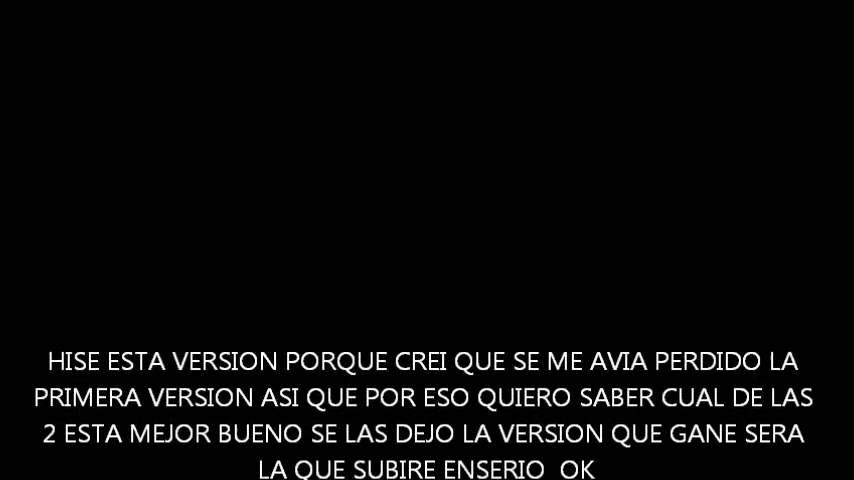 HISE ESTA VERSION PORQUE CREI QUE SE ME AVIA PERDIDO LA
PRIMERA VERSION ASI QUE POR ESO QUIERO SABER CUAL DE LAS
2 ESTA MEJOR BUENO SE LAS DEJO LA VERSION QUE GANE SERA
LA QUE SUBIRE ENSERIO  OK